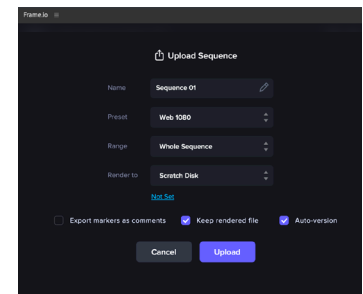 Frame.io
Upload Sequence
Name Sequence 01
Preset Web 1080
Range Whole Sequence
Render to Scratch Disk
Not Set
Export markers as comments Keep rendered file Auto-version
Cancel Upload